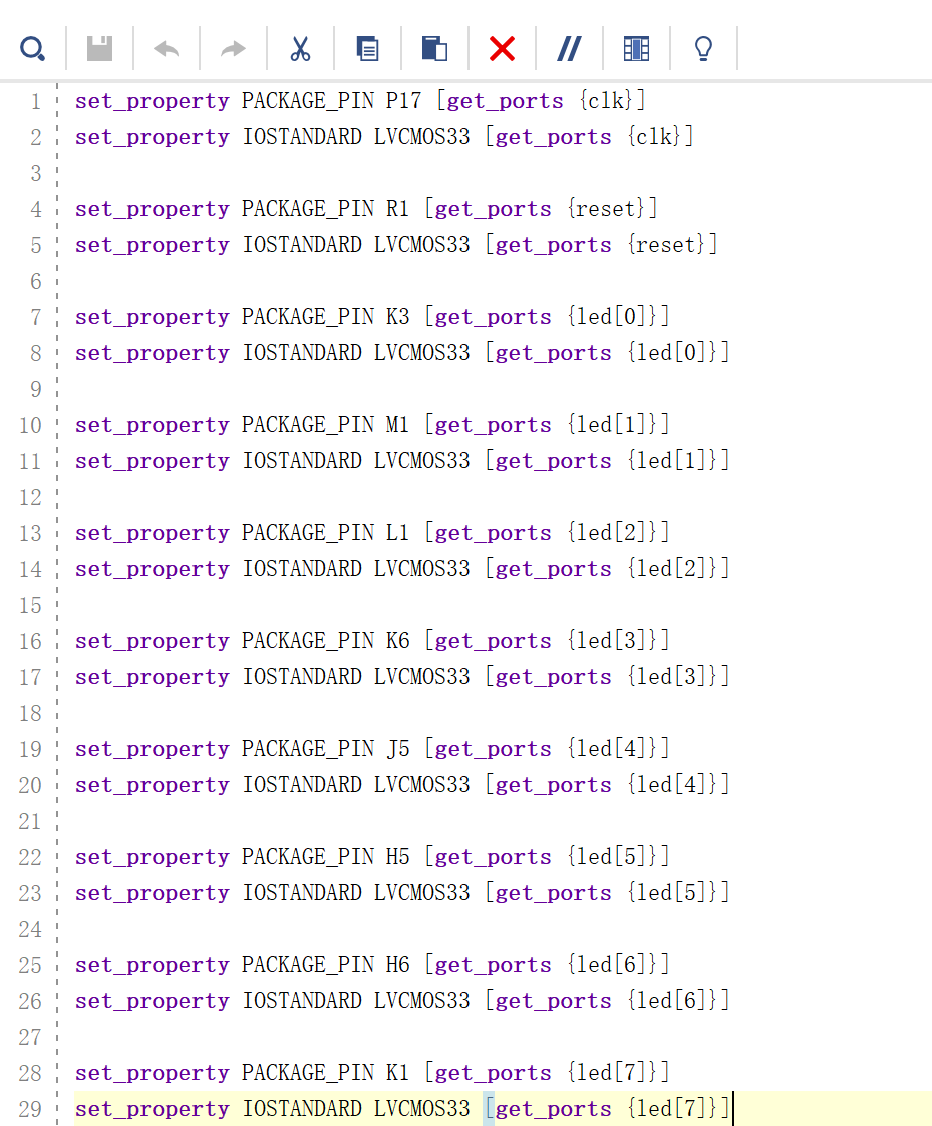 1 set_property PACKAGE_PIN P17 [get_ports {clk}]
2 set_property IOSTANDARD LVCMOS33 [get_ports {clk}]
3
4 set_property PACKAGE_PIN R1 [get_ports {reset}]
5 set_property IOSTANDARD LVCMOS33 [get_ports {reset}]
6
7 set_property PACKAGE_PIN K3 [get_ports {led[0]}]
8 set_property IOSTANDARD LVCMOS33 [get_ports {led[0]}]
9
10 set_property PACKAGE_PIN M1 [get_ports {led[1]}]
11 set_property IOSTANDARD LVCMOS33 [get_ports {led[1]}]
12
13 set_property PACKAGE_PIN L1 [get_ports {led[2]}]
14 set_property IOSTANDARD LVCMOS33 [get_ports {led[2]}]
15
16 set_property PACKAGE_PIN K6 [get_ports {led[3]}]
17 set_property IOSTANDARD LVCMOS33 [get_ports {led[3]}]
18
19 set_property PACKAGE_PIN J5 [get_ports {led[4]}]
20 set_property IOSTANDARD LVCMOS33 [get_ports {led[4]}]
21
22 set_property PACKAGE_PIN H5 [get_ports {led[5]}]
23 set_property IOSTANDARD LVCMOS33 [get_ports {led[5]}]
24
25 set_property PACKAGE_PIN H6 [get_ports {led[6]}]
26 set_property IOSTANDARD LVCMOS33 [get_ports {led[6]}]
27
28 set_property PACKAGE_PIN K1 [get_ports {led[7]}]
29 set_property IOSTANDARD LVCMOS33 [get_ports {led[7]}]